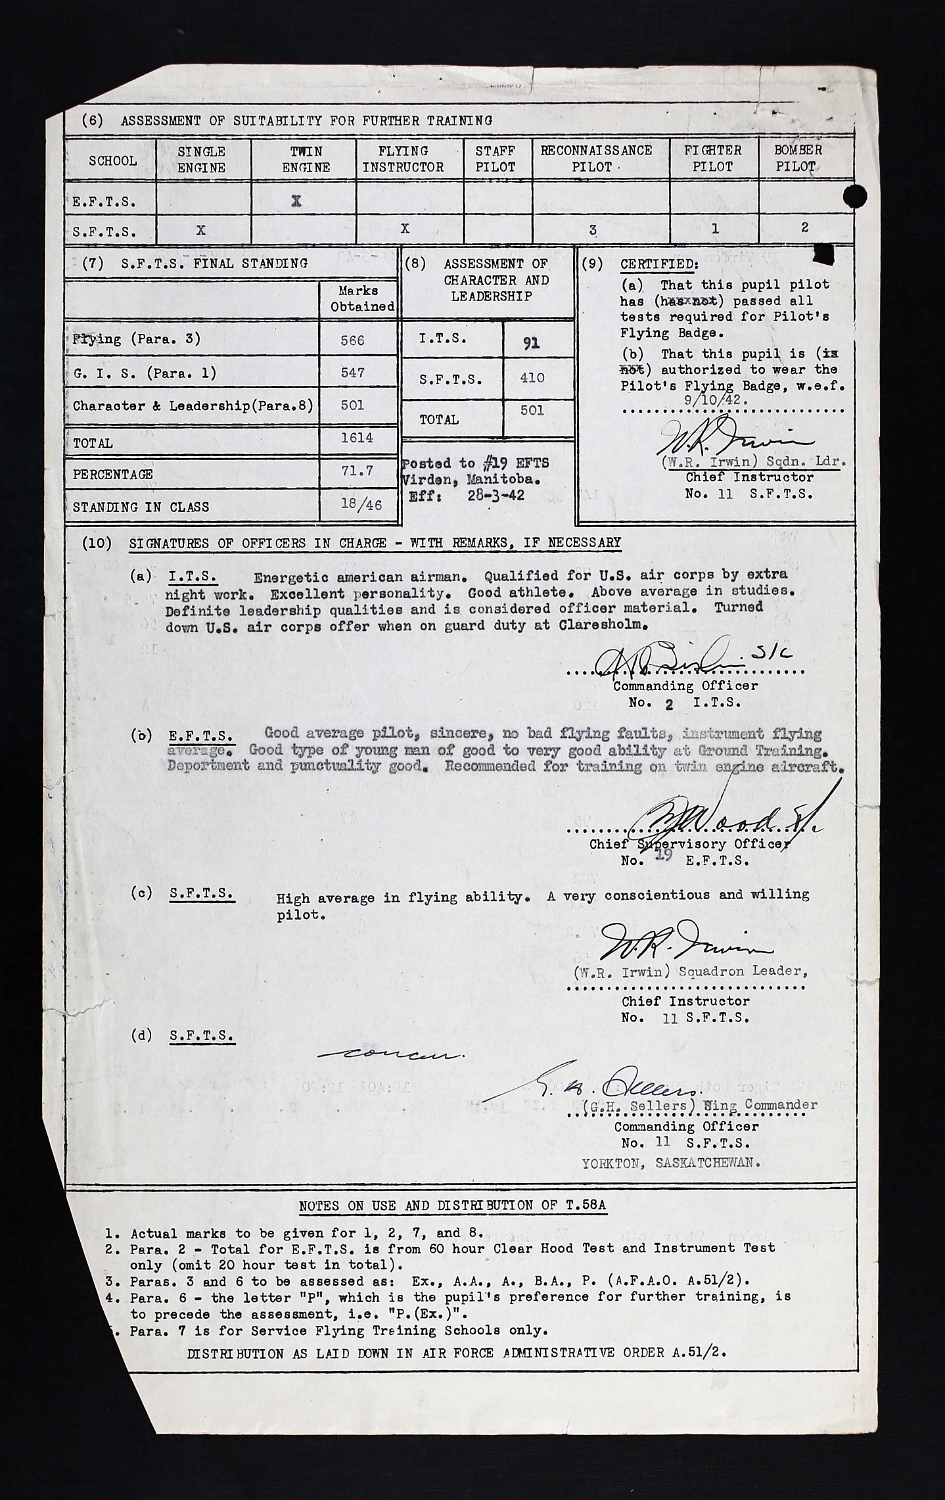 (6) ASSESSMENT OF SUITABILITY FOR FURTHER TRAINING
SCHOOL SINGLE ENGINE TWIN ENGINE FLYING INSTRUCTOR STAFF PILOT RECONNAISSANCE PILOT FIGHTER PILOT BOMBER PILOT
E.F.T.S. X
S.F.T.S. X X 3 1 2
(7) S.F.T.S. FINAL STANDING
Marks
Obtained
Flying (Para. 3) 566
G. I. S. (Para. 1) 547
Character & Leadership(Para.8) 501
TOTAL 1614
PERCENTAGE 71.7
STANDING IN CLASS 18/46
(8) ASSESSMENT OF
CHARACTER AND
LEADERSHIP
I.T.S. 91
S.F.T.S. 410
TOTAL 501
Posted to #19 EFTS
Virden, Manitoba.
Eff: 28-3-42
(9) CERTIFIED:
(a) That this pupil pilot
has (has not) passed all
tests required for Pilot's
Flying Badge.
(b) That this pupil is (is
not) authorized to wear the
Pilot's Flying Badge, w.e.f.
9/10/42.
W.R. Irwin
(W.R. Irwin) Sqdn. Ldr.
Chief Instructor
No. 11 S.F.T.S.
(10) SIGNATURES OF OFFICERS IN CHARGE - WITH REMARKS, IF NECESSARY
(a) I.T.S. Energetic american airman. Qualified for U.S. air corps by extra
night work. Excellent personality. Good athlete. Above average in studies.
Definite leadership qualities and is considered officer material. Turned
down U.S. air corps offer when on guard duty at Claresholm.
S/L
Commanding Officer
No. 2 I.T.S.
(b) E.F.T.S. Good average pilot, sincere, no bad flying faults, instrument flying
average. Good type of young man of good to very good ability at Ground Training.
Deportment and punctuality good. Recommended for training on twin engine aircraft.
Wood
Chief Supervisory Officer
No. 19 E.F.T.S.
(c) S.F.T.S. High average in flying ability. A very conscientious and willing
pilot.
W.R. Irwin
(W.R. Irwin) Squadron Leader,
Chief Instructor
No. 11 S.F.T.S.
(d) S.F.T.S.
concur.
G.H. Sellers.
(G.H. Sellers) Wing Commander
Commanding Officer
No. 11 S.F.T.S.
YORKTON, SASKATCHEWAN.
NOTES ON USE AND DISTRIBUTION OF T.58A
1. Actual marks to be given for 1, 2, 7, and 8.
2. Para. 2 - Total for E.F.T.S. is from 60 hour Clear Hood Test and Instrument Test
only (omit 20 hour test in total).
3. Paras. 3 and 6 to be assessed as: Ex., A.A., A., B.A., P. (A.F.A.O. A.51/2).
4. Para. 6 - the letter "P", which is the pupil's preference for further training, is
to precede the assessment, i.e. "P.(Ex.)".
. Para. 7 is for Service Flying Training Schools only.
DISTRIBUTION AS LAID DOWN IN AIR FORCE ADMINISTRATIVE ORDER A.51/2.